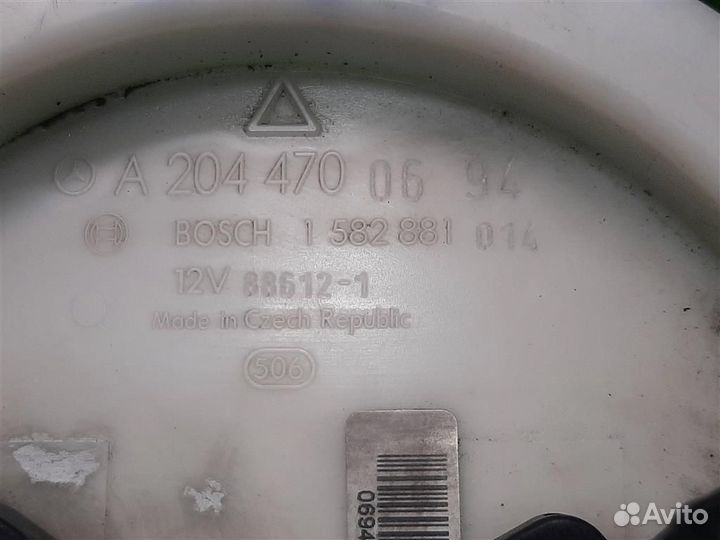 A 204 470 06 94
BOSCH 1 582 881 014
12V 88612-1
Made in Czech Republic
506
0694
Avito